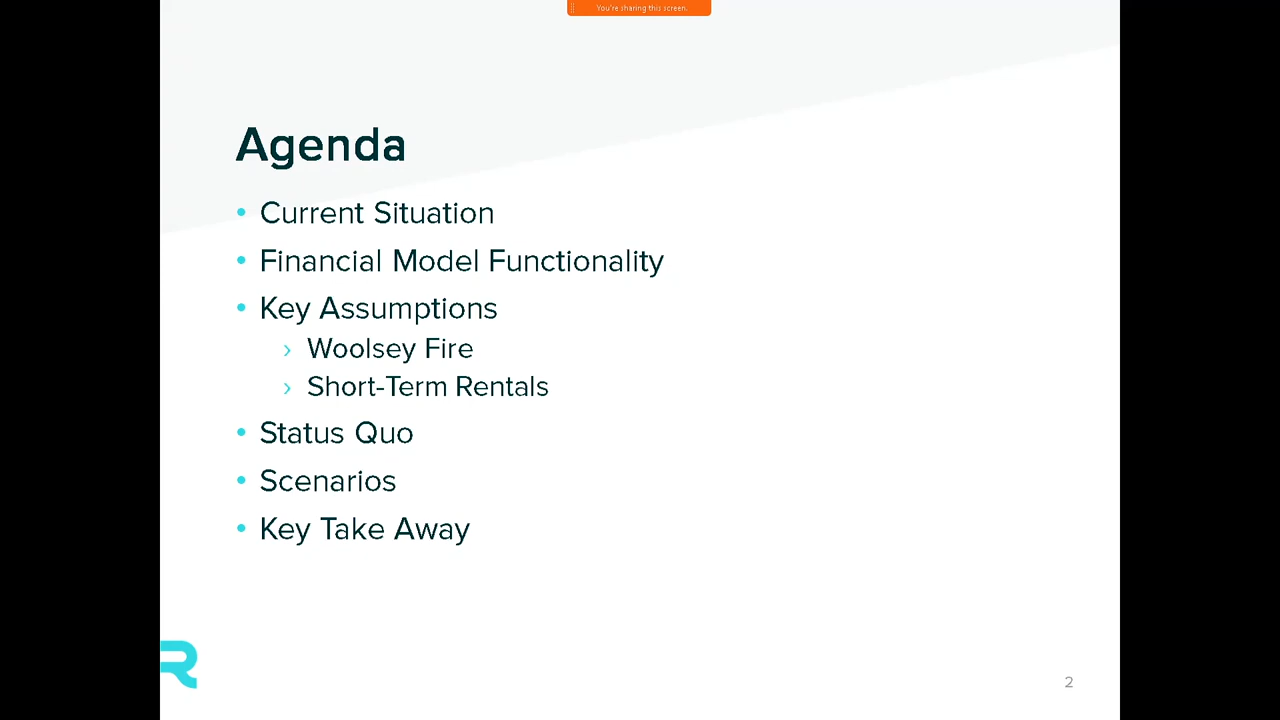 You're sharing this screen.
Agenda
• Current Situation
• Financial Model Functionality
• Key Assumptions
› Woolsey Fire
› Short-Term Rentals
• Status Quo
• Scenarios
• Key Take Away
R
2